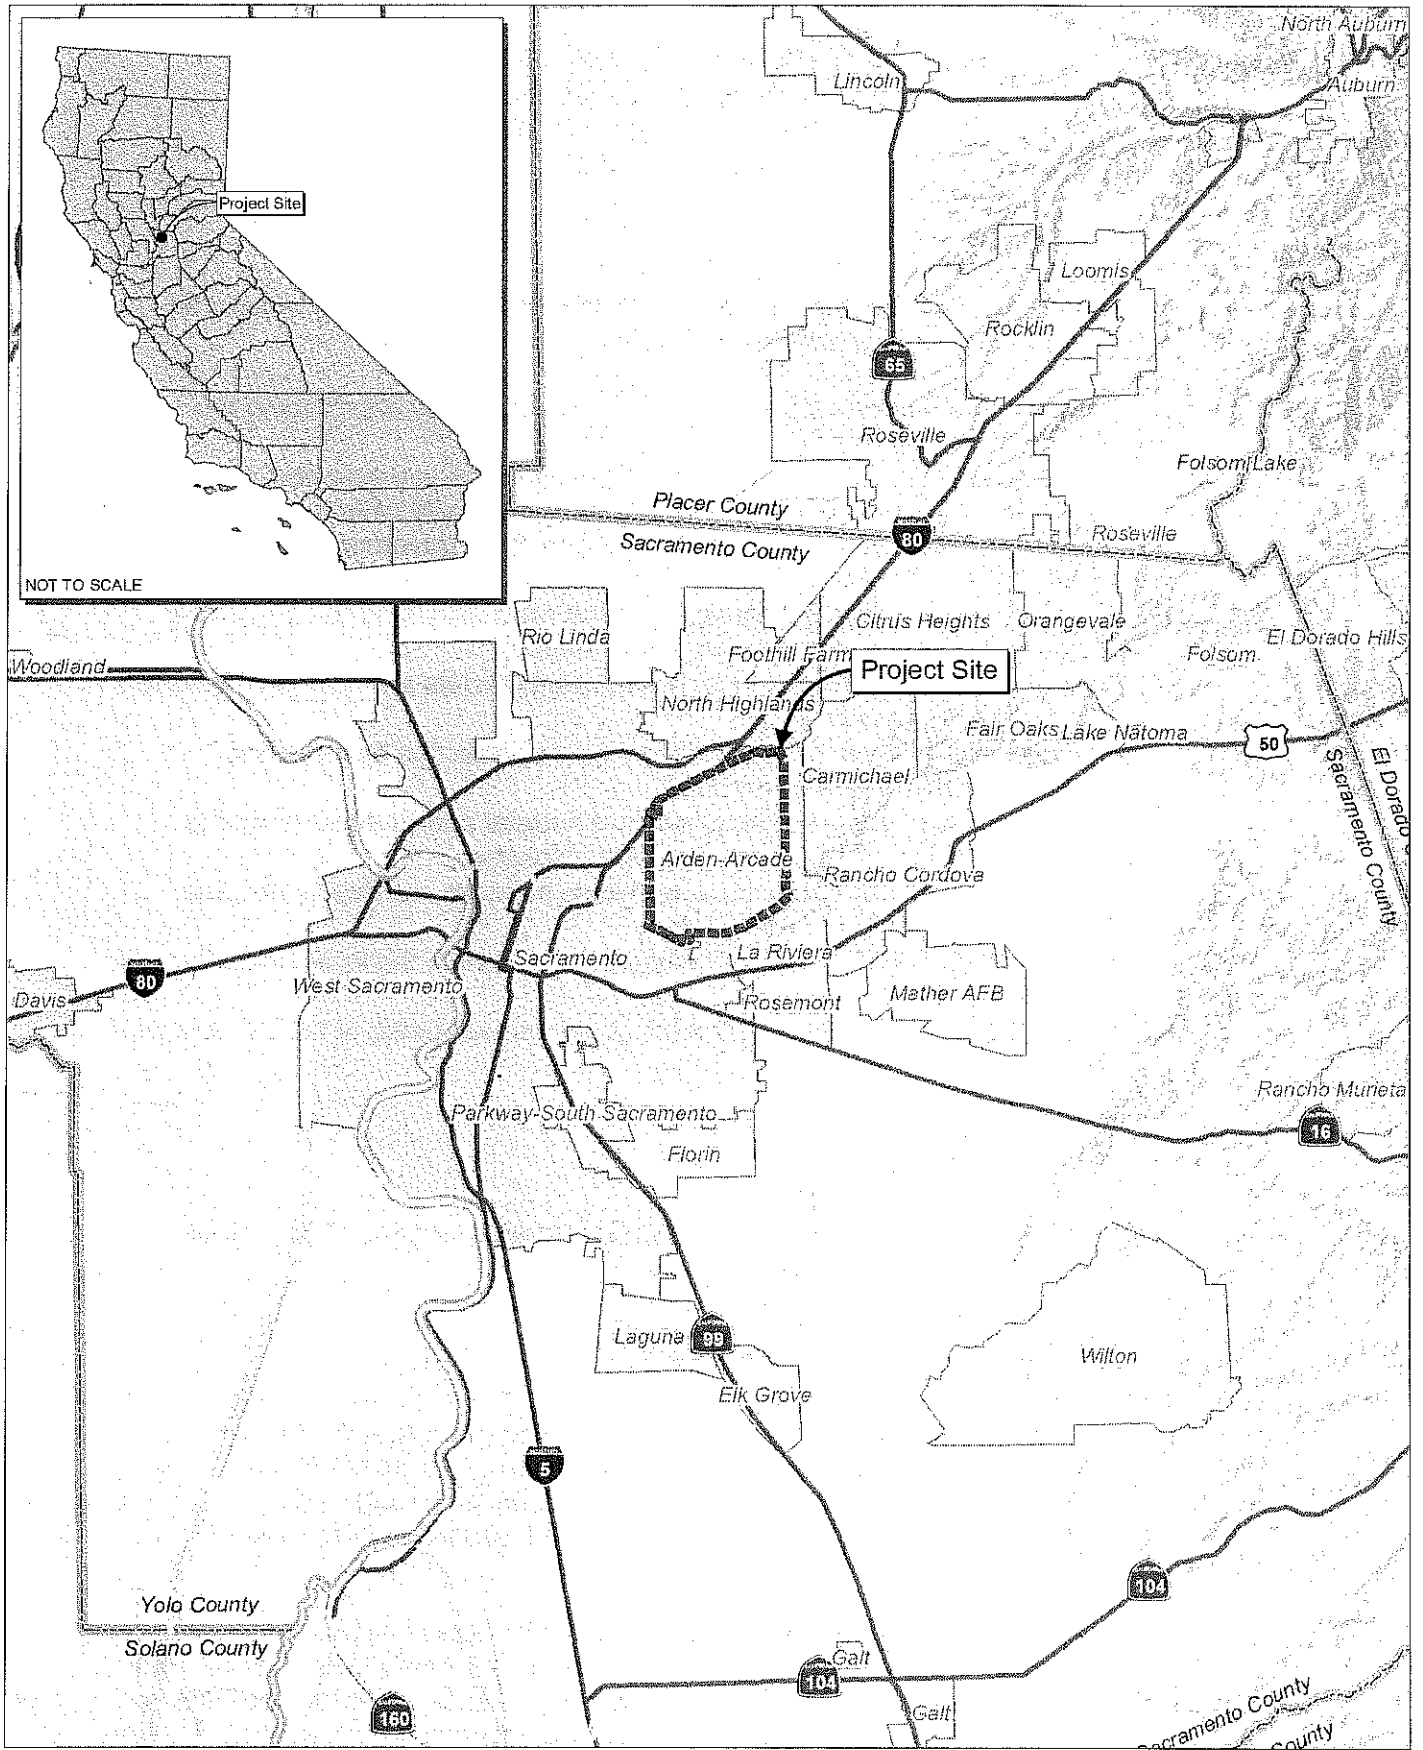 North Auburn
Lincoln
Auburn
Project Site
Loomis
Rocklin
65
Roseville
Folsom Lake
Placer County
80
Roseville
Sacramento County
NOT TO SCALE
Rio Linda
Citrus Heights
Orangevale
El Dorado Hills
Woodland
Foothill Farm
Project Site
Folsom
North Highlands
Fair Oaks
Lake Natoma
50
Carmichael
El Dorado
Sacramento County
Arden-Arcade
Rancho Cordova
Sacramento
La Riviera
80
Davis
West Sacramento
Rosemont
Mather AFB
Rancho Murieta
Parkway-South Sacramento
16
Florin
Laguna
99
Wilton
Elk Grove
5
104
Yolo County
Solano County
Galt
104
160
Galt
Sacramento County
County